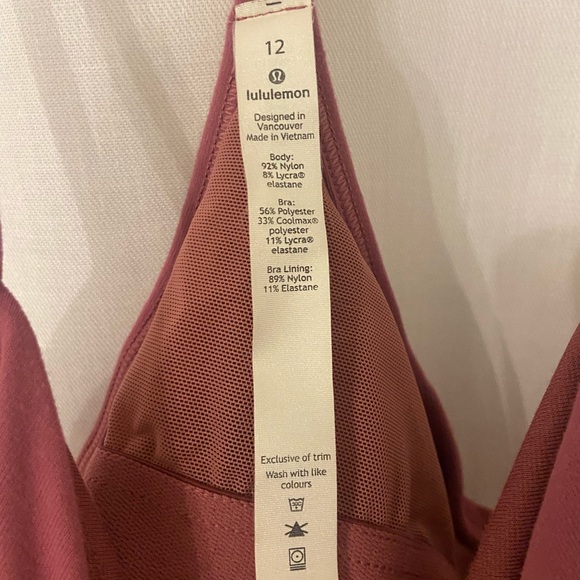 12
lululemon
Designed in
Vancouver
Made in Vietnam
Body:
92% Nylon
8% Lycra®
elastane
Bra:
56% Polyester
33% Coolmax®
polyester
11% Lycra®
elastane
Bra Lining:
89% Nylon
11% Elastane
Exclusive of trim
Wash with like
colours